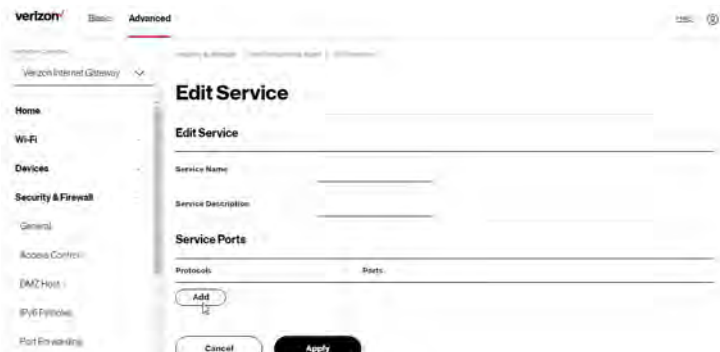 verizon Basic Advanced
Verizon Internet Gateway
Edit Service
Home
Edit Service
Wi-Fi
Devices
Service Name
Security & Firewall
Service Description
General
Service Ports
Access Control
Protocols Ports
DMZ Host
Add
IPv6 Pinholes
Port Forwarding
Cancel Apply